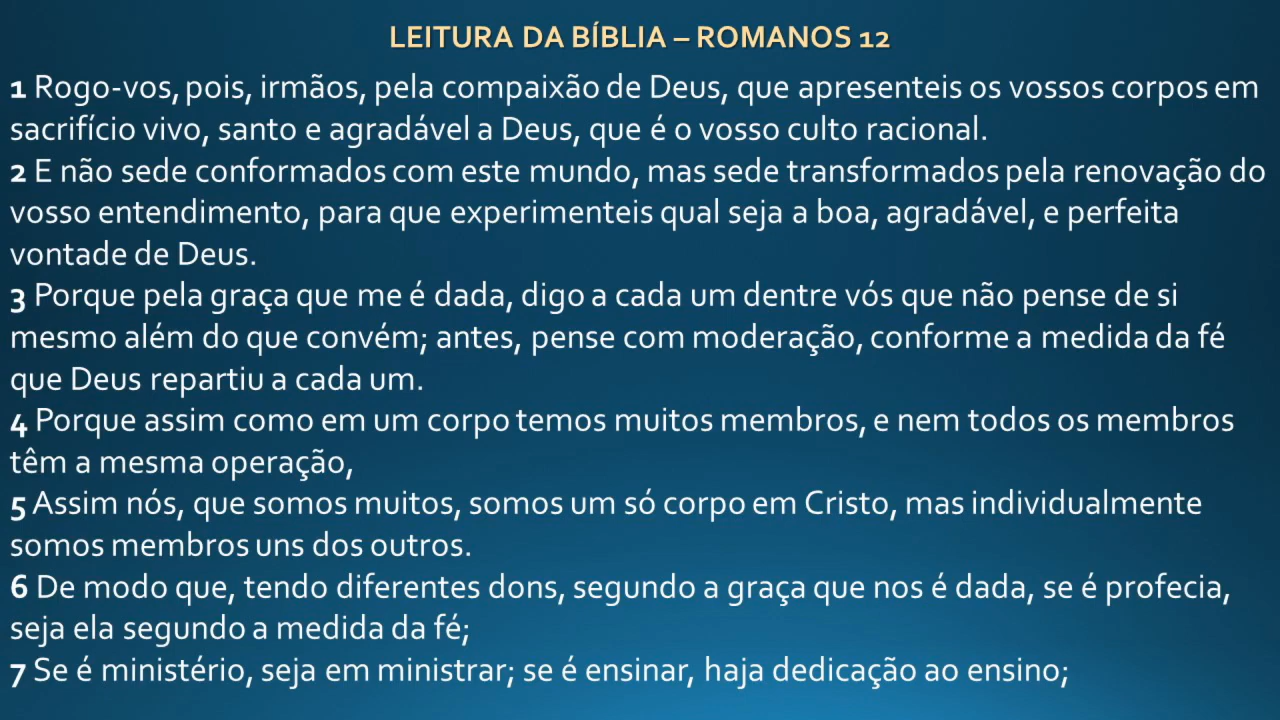 LEITURA DA BÍBLIA – ROMANOS 12
1 Rogo-vos, pois, irmãos, pela compaixão de Deus, que apresenteis os vossos corpos em
sacrifício vivo, santo e agradável a Deus, que é o vosso culto racional.
2 E não sede conformados com este mundo, mas sede transformados pela renovação do
vosso entendimento, para que experimenteis qual seja a boa, agradável, e perfeita
vontade de Deus.
3 Porque pela graça que me é dada, digo a cada um dentre vós que não pense de si
mesmo além do que convém; antes, pense com moderação, conforme a medida da fé
que Deus repartiu a cada um.
4 Porque assim como em um corpo temos muitos membros, e nem todos os membros
têm a mesma operação,
5 Assim nós, que somos muitos, somos um só corpo em Cristo, mas individualmente
somos membros uns dos outros.
6 De modo que, tendo diferentes dons, segundo a graça que nos é dada, se é profecia,
seja ela segundo a medida da fé;
7 Se é ministério, seja em ministrar; se é ensinar, haja dedicação ao ensino;